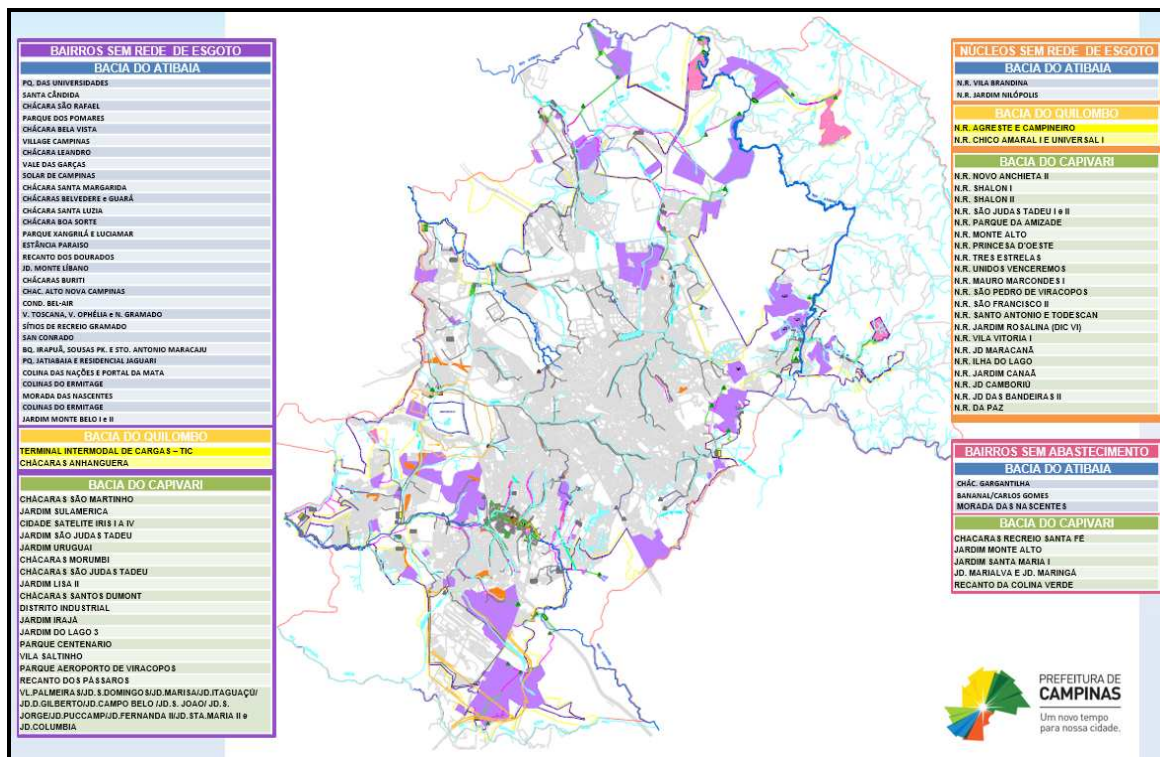 BAIRROS SEM REDE DE ESGOTO
BACIA DO ATIBAIA
PQ. DAS UNIVERSIDADES
SANTA CÂNDIDA
CHÁCARA SÃO RAFAEL
PARQUE DOS POMARES
CHÁCARA BELA VISTA
VILLAGE CAMPINAS
CHÁCARA LEANDRO
VALE DAS GARÇAS
SOLAR DE CAMPINAS
CHÁCARA SANTA MARGARIDA
CHÁCARAS BELVEDERE e GUARÁ
CHÁCARA SANTA LUZIA
CHÁCARA BOA SORTE
PARQUE XANGRILÁ E LUCIAMAR
ESTÂNCIA PARAISO
RECANTO DOS DOURADOS
JD. MONTE LÍBANO
CHÁCARAS BURITI
CHAC. ALTO NOVA CAMPINAS
COND. BEL-AIR
V. TOSCANA, V. OPHÉLIA e N. GRAMADO
SÍTIOS DE RECREIO GRAMADO
SAN CONRADO
BQ. IRAPUÃ, SOUSAS PK. E STO. ANTONIO MARACAJU
PQ. JATIABAIA E RESIDENCIAL JAGUARI
COLINA DAS NAÇÕES E PORTAL DA MATA
COLINAS DO ERMITAGE
MORADA DAS NASCENTES
COLINAS DO ERMITAGE
JARDIM MONTE BELO I e II
BACIA DO QUILOMBO
TERMINAL INTERMODAL DE CARGAS – TIC
CHÁCARAS ANHANGUERA
BACIA DO CAPIVARI
CHÁCARAS SÃO MARTINHO
JARDIM SULAMERICA
CIDADE SATELITE IRIS I A IV
JARDIM SÃO JUDAS TADEU
JARDIM URUGUAI
CHÁCARAS MORUMBI
CHÁCARAS SÃO JUDAS TADEU
JARDIM LISA II
CHÁCARAS SANTOS DUMONT
DISTRITO INDUSTRIAL
JARDIM IRAJÁ
JARDIM DO LAGO 3
PARQUE CENTENARIO
VILA SALTINHO
PARQUE AEROPORTO DE VIRACOPOS
RECANTO DOS PÁSSAROS
VL.PALMEIRAS/JD.S.DOMINGOS/JD.MARISA/JD.ITAGUAÇÚ/
JD.D.GILBERTO/JD.CAMPO BELO /JD.S. JOAO/ JD.S.
JORGE/JD.PUCCAMP/JD.FERNANDA II/JD.STA.MARIA II e
JD.COLUMBIA
NÚCLEOS SEM REDE DE ESGOTO
BACIA DO ATIBAIA
N.R. VILA BRANDINA
N.R. JARDIM NILÓPOLIS
BACIA DO QUILOMBO
N.R. AGRESTE E CAMPINEIRO
N.R. CHICO AMARAL I E UNIVERSAL I
BACIA DO CAPIVARI
N.R. NOVO ANCHIETA II
N.R. SHALON I
N.R. SHALON II
N.R. SÃO JUDAS TADEU I e II
N.R. PARQUE DA AMIZADE
N.R. MONTE ALTO
N.R. PRINCESA D'OESTE
N.R. TRES ESTRELAS
N.R. UNIDOS VENCEREMOS
N.R. MAURO MARCONDES I
N.R. SÃO PEDRO DE VIRACOPOS
N.R. SÃO FRANCISCO II
N.R. SANTO ANTONIO E TODESCAN
N.R. JARDIM ROSALINA (DIC VI)
N.R. VILA VITORIA I
N.R. JD MARACANÃ
N.R. ILHA DO LAGO
N.R. JARDIM CANAÃ
N.R. JD CAMBORIÚ
N.R. JD DAS BANDEIRAS II
N.R. DA PAZ
BAIRROS SEM ABASTECIMENTO
BACIA DO ATIBAIA
CHÁC. GARGANTILHA
BANANAL/CARLOS GOMES
MORADA DAS NASCENTES
BACIA DO CAPIVARI
CHACARAS RECREIO SANTA FÉ
JARDIM MONTE ALTO
JARDIM SANTA MARIA I
JD. MARIALVA E JD. MARINGÁ
RECANTO DA COLINA VERDE
PREFEITURA DE
CAMPINAS
Um novo tempo
para nossa cidade.